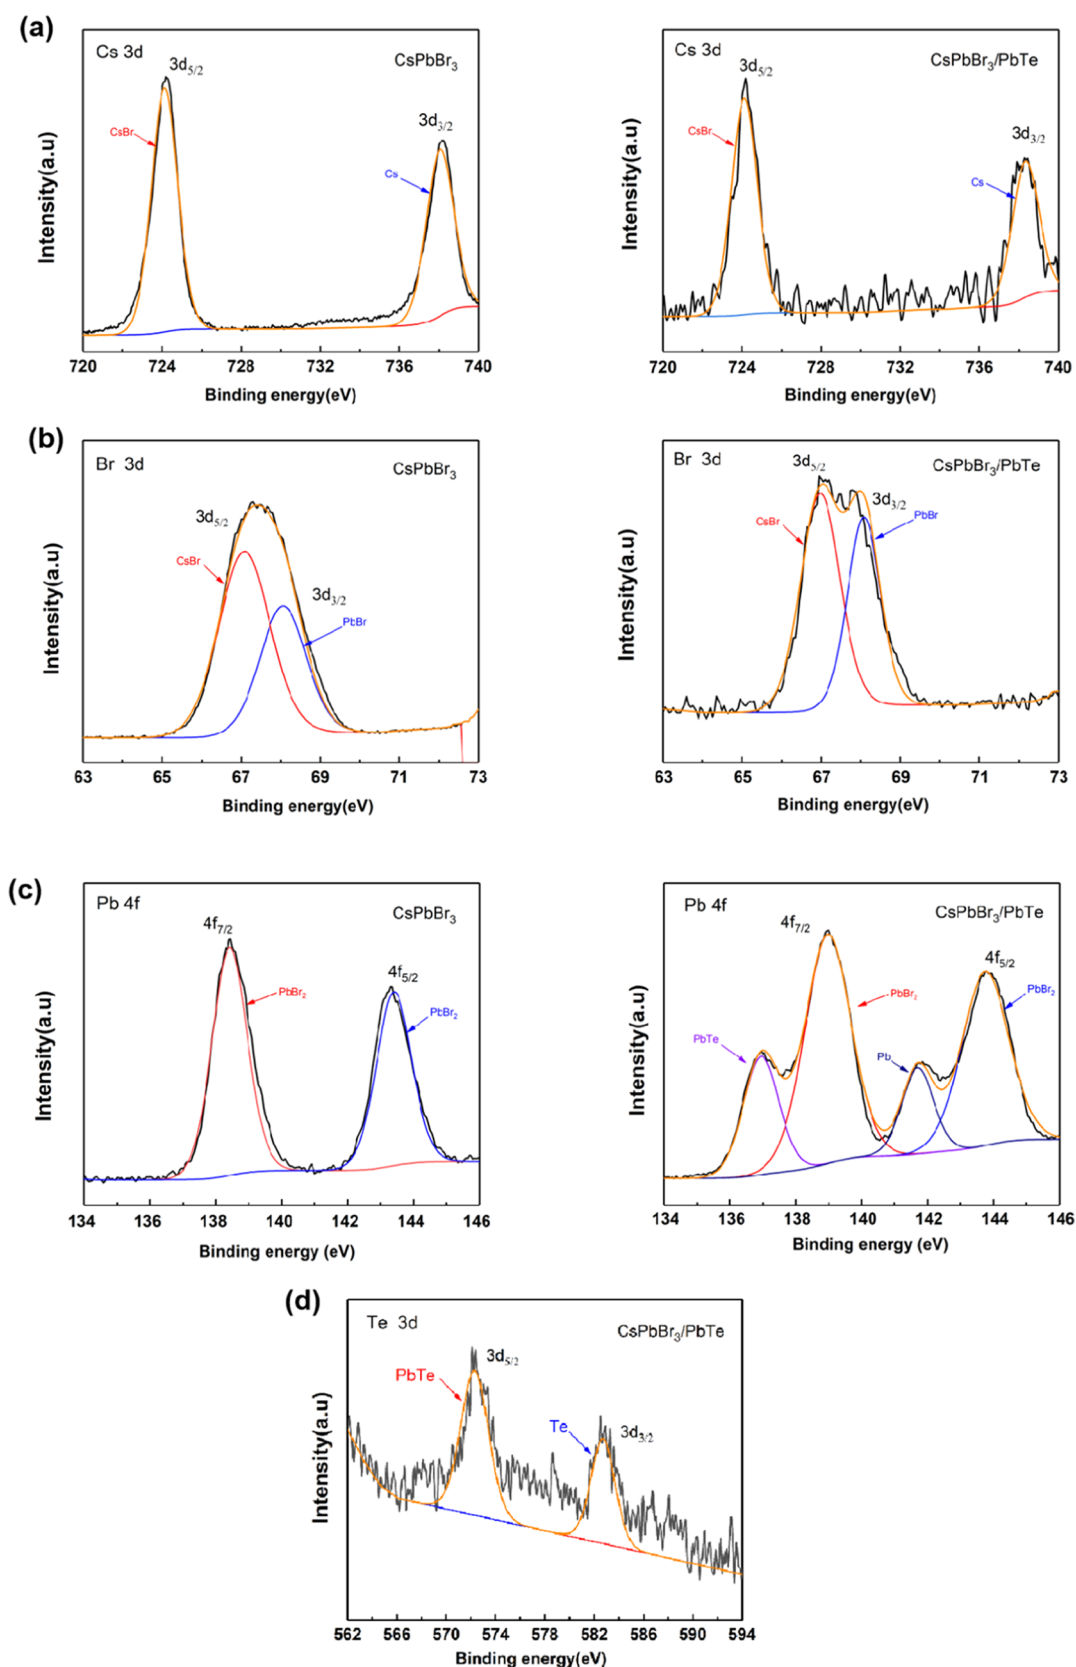 (a)
Cs 3d
3d5/2
CsPbBr3
CsBr
3d3/2
Cs
Intensity(a.u)
720 724 728 732 736 740
Binding energy(eV)
Cs 3d
3d5/2
CsPbBr3/PbTe
CsBr
3d3/2
Cs
Intensity(a.u)
720 724 728 732 736 740
Binding energy(eV)
(b)
Br 3d
CsPbBr3
3d5/2
CsBr
3d3/2
PbBr
Intensity(a.u)
63 65 67 69 71 73
Binding energy(eV)
Br 3d
3d5/2
CsPbBr3/PbTe
3d3/2
CsBr
PbBr
Intensity(a.u)
63 65 67 69 71 73
Binding energy(eV)
(c)
Pb 4f
4f7/2
CsPbBr3
4f5/2
PbBr2
PbBr2
Intensity(a.u)
134 136 138 140 142 144 146
Binding energy (eV)
Pb 4f
4f7/2
CsPbBr3/PbTe
4f5/2
PbBr2
PbBr2
PbTe
Pb
Intensity(a.u)
134 136 138 140 142 144 146
Binding energy (eV)
(d)
Te 3d
CsPbBr3/PbTe
3d5/2
PbTe
Te
3d3/2
Intensity(a.u)
562 566 570 574 578 582 586 590 594
Binding energy(eV)